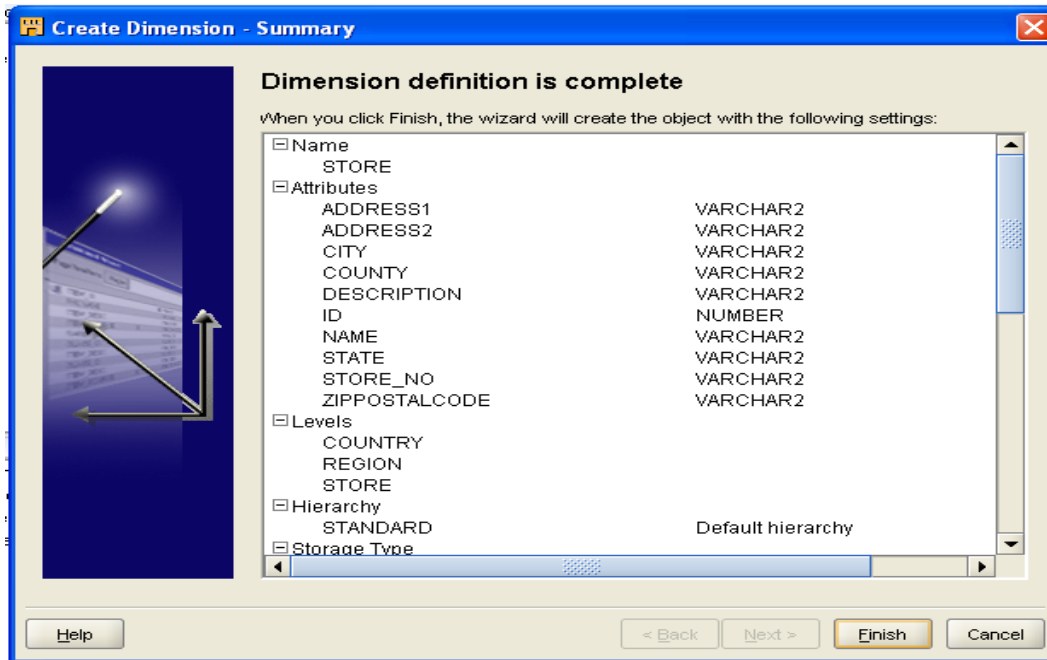 Create Dimension - Summary
Dimension definition is complete
When you click Finish, the wizard will create the object with the following settings:
Name
STORE
Attributes
ADDRESS1 VARCHAR2
ADDRESS2 VARCHAR2
CITY VARCHAR2
COUNTY VARCHAR2
DESCRIPTION VARCHAR2
ID NUMBER
NAME VARCHAR2
STATE VARCHAR2
STORE_NO VARCHAR2
ZIPPOSTALCODE VARCHAR2
Levels
COUNTRY
REGION
STORE
Hierarchy
STANDARD Default hierarchy
Storage Type
Help < Back Next > Finish Cancel